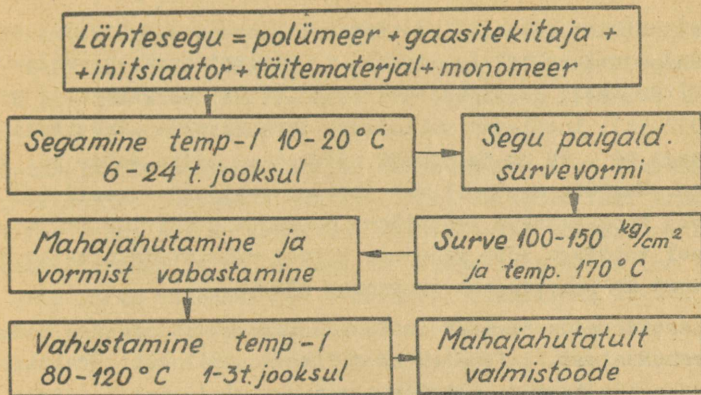 Lähtesegu = polümeer + gaasitekitaja +
+ initsiaator + täitematerjal + monomeer
Segamine temp-l 10-20°C
6-24 t. jooksul
Segu paigald.
survevormi
Surve 100-150 kg/cm²
ja temp. 170°C
Mahajahutamine ja
vormist vabastamine
Vahustamine temp-l
80-120°C 1-3 t. jooksul
Mahajahutatult
valmistoode